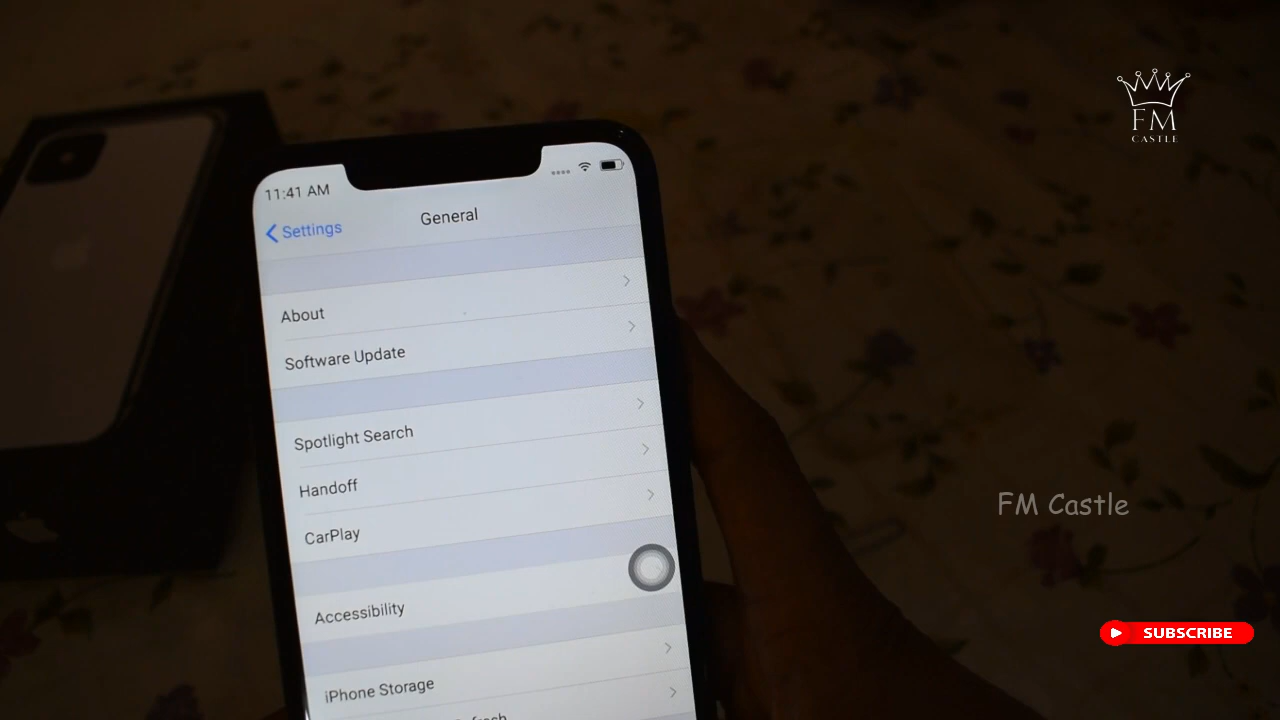 FM
CASTLE
11:41 AM
Settings
General
About
Software Update
Spotlight Search
Handoff
CarPlay
Accessibility
iPhone Storage
FM Castle
SUBSCRIBE